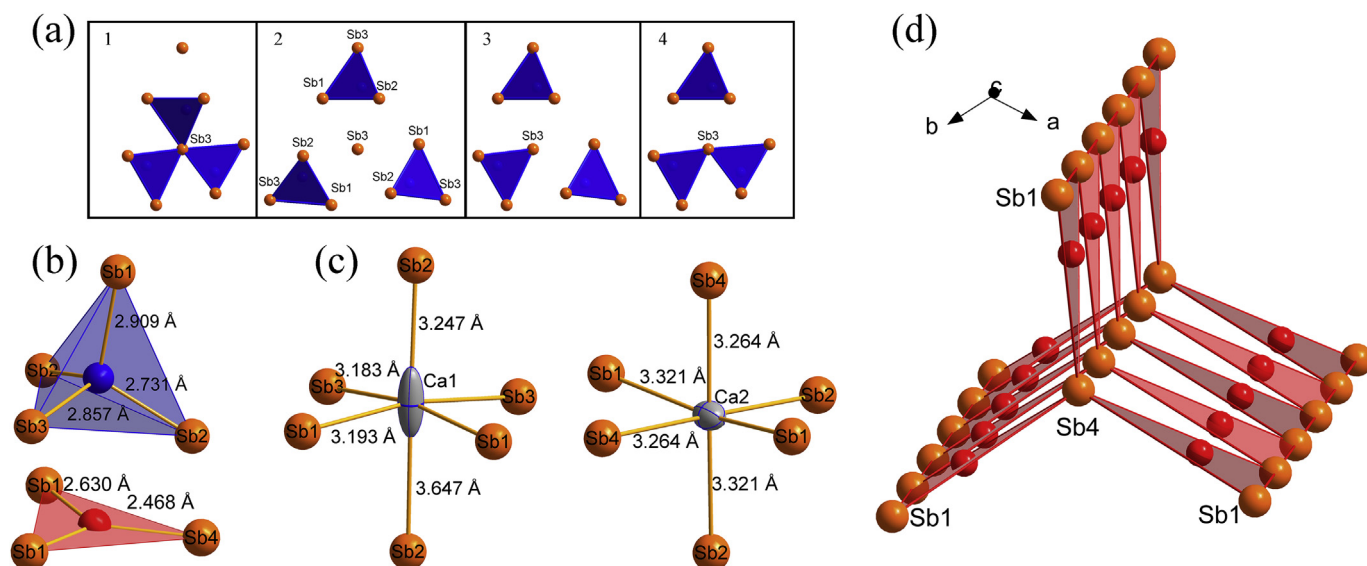 (a)
1
2
3
4
Sb3
Sb1
Sb2
Sb3
Sb3
Sb2
Sb1
Sb3
Sb1
Sb2
Sb3
Sb3
Sb3
(b)
Sb1
2.909 Å
Sb2
2.731 Å
2.857 Å
Sb3
Sb2
Sb1
2.630 Å
2.468 Å
Sb1
Sb4
(c)
Sb2
3.247 Å
3.183 Å
Ca1
Sb3
Sb3
Sb1
3.193 Å
Sb1
3.647 Å
Sb2
Sb4
3.264 Å
Sb1
3.321 Å
Ca2
Sb2
Sb4
3.264 Å
Sb1
3.321 Å
Sb2
(d)
c
b
a
Sb1
Sb4
Sb1
Sb1